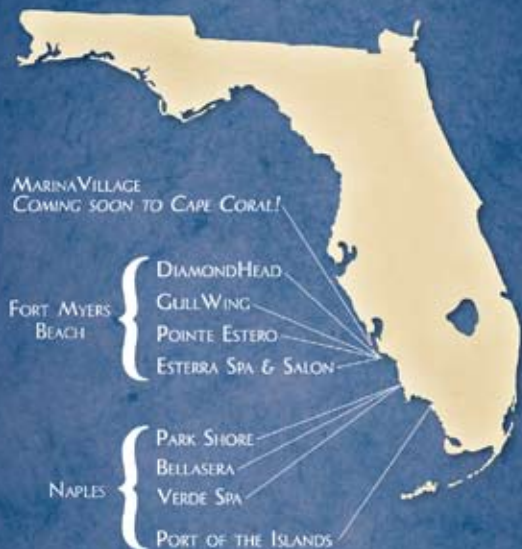 MarinaVillage
Coming soon to Cape Coral!
Fort Myers
Beach
DiamondHead
GullWing
Pointe Estero
Esterra Spa & Salon
Naples
Park Shore
Bellasera
Verde Spa
Port of the Islands